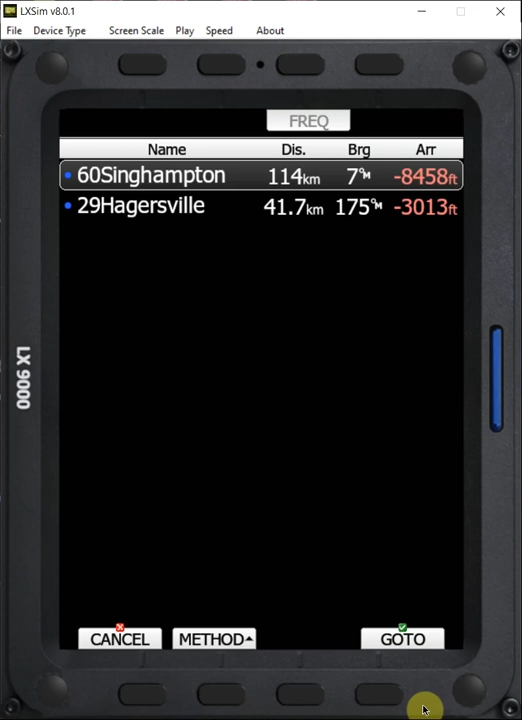 LXSim v8.0.1
File Device Type Screen Scale Play Speed About
FREQ
Name Dis. Brg Arr
60Singhampton 114km 7°M -8458ft
29Hagersville 41.7km 175°M -3013ft
LX 9000
CANCEL METHOD GOTO